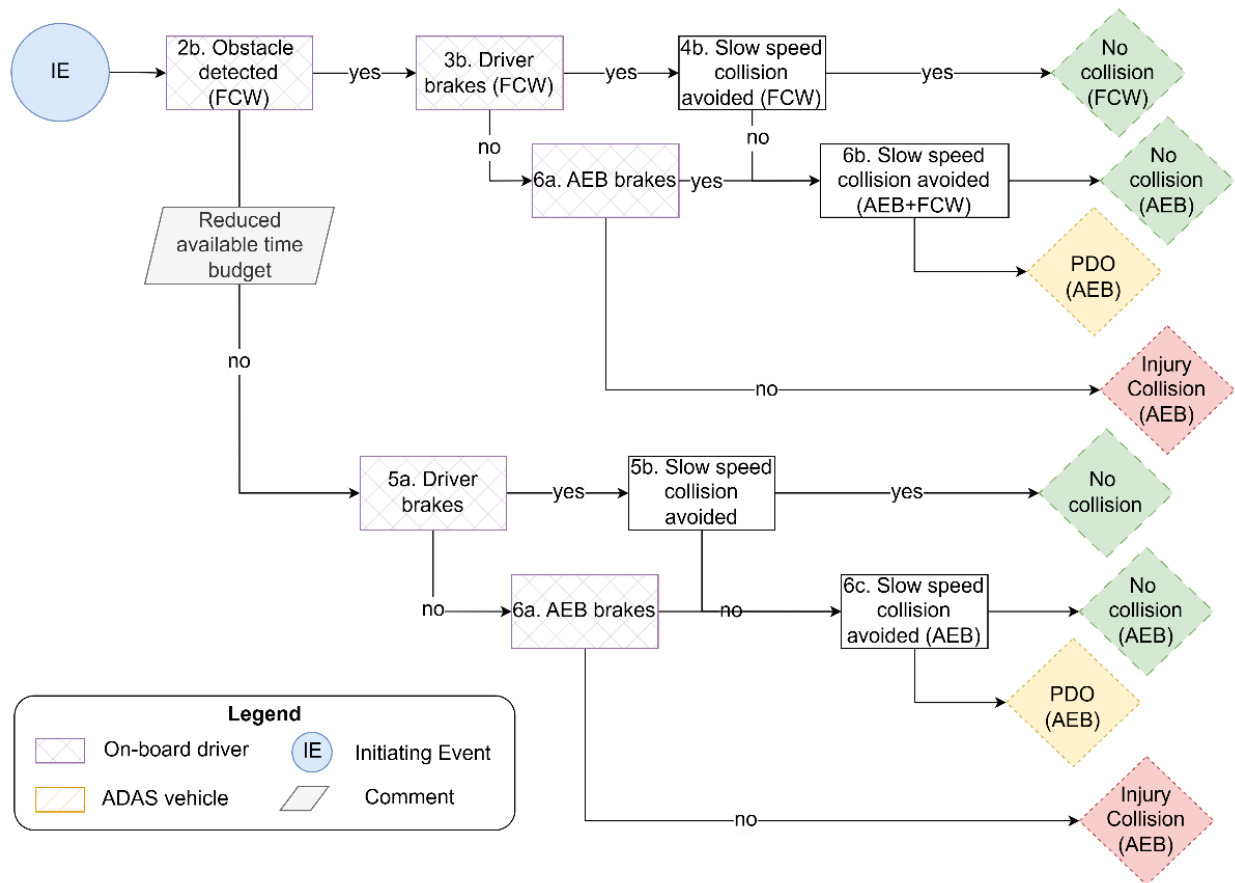 IE
2b. Obstacle
detected
(FCW)
yes
3b. Driver
brakes (FCW)
yes
4b. Slow speed
collision
avoided (FCW)
yes
No
collision
(FCW)
no
no
6a. AEB brakes
yes
6b. Slow speed
collision avoided
(AEB+FCW)
No
collision
(AEB)
Reduced
available time
budget
PDO
(AEB)
no
no
Injury
Collision
(AEB)
5a. Driver
brakes
yes
5b. Slow speed
collision
avoided
yes
No
collision
no
6a. AEB brakes
no
6c. Slow speed
collision
avoided (AEB)
No
collision
(AEB)
PDO
(AEB)
no
Injury
Collision
(AEB)
Legend
On-board driver
IE
Initiating Event
ADAS vehicle
Comment